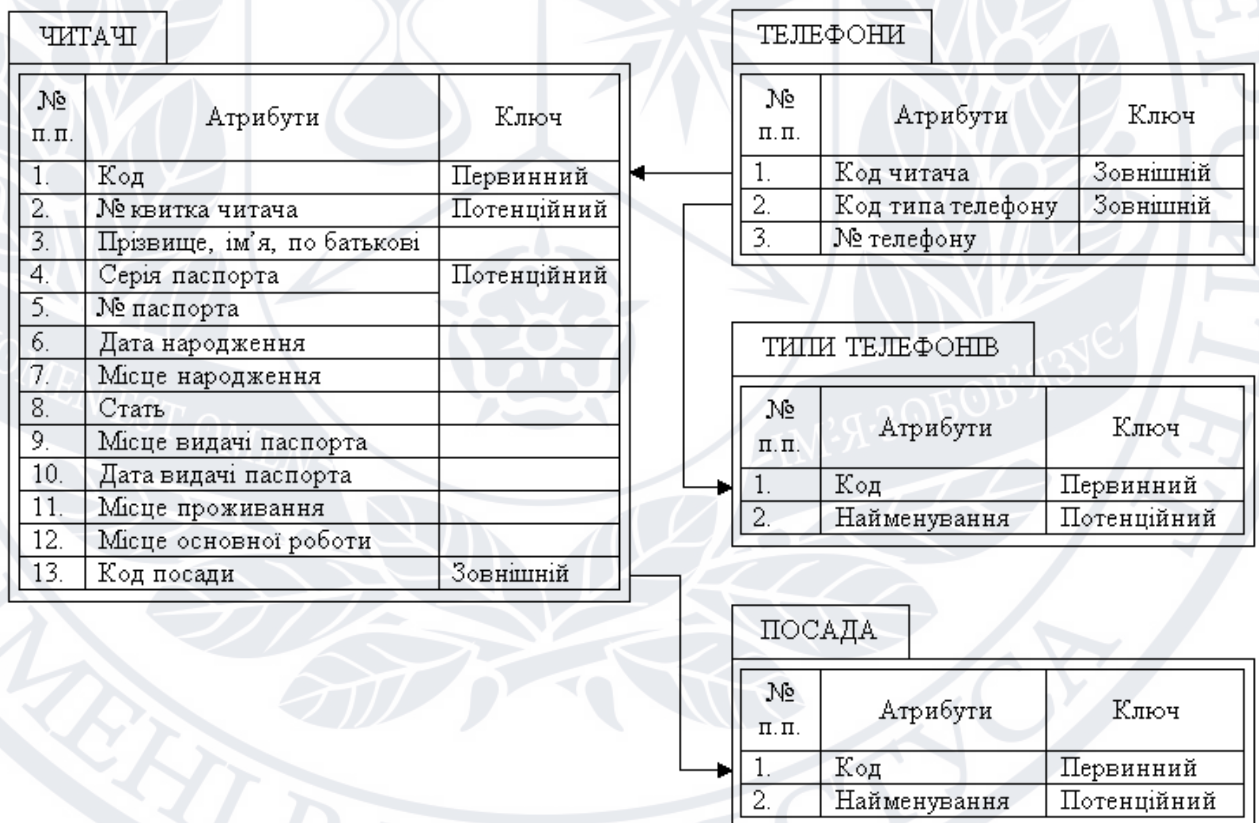 ЧИТАЧІ
№ п.п. Атрибути Ключ
1. Код Первинний
2. № квитка читача Потенційний
3. Прізвище, ім’я, по батькові
4. Серія паспорта Потенційний
5. № паспорта
6. Дата народження
7. Місце народження
8. Стать
9. Місце видачі паспорта
10. Дата видачі паспорта
11. Місце проживання
12. Місце основної роботи
13. Код посади Зовнішній
ТЕЛЕФОНИ
№ п.п. Атрибути Ключ
1. Код читача Зовнішній
2. Код типа телефону Зовнішній
3. № телефону
ТИПИ ТЕЛЕФОНІВ
№ п.п. Атрибути Ключ
1. Код Первинний
2. Найменування Потенційний
ПОСАДА
№ п.п. Атрибути Ключ
1. Код Первинний
2. Найменування Потенційний